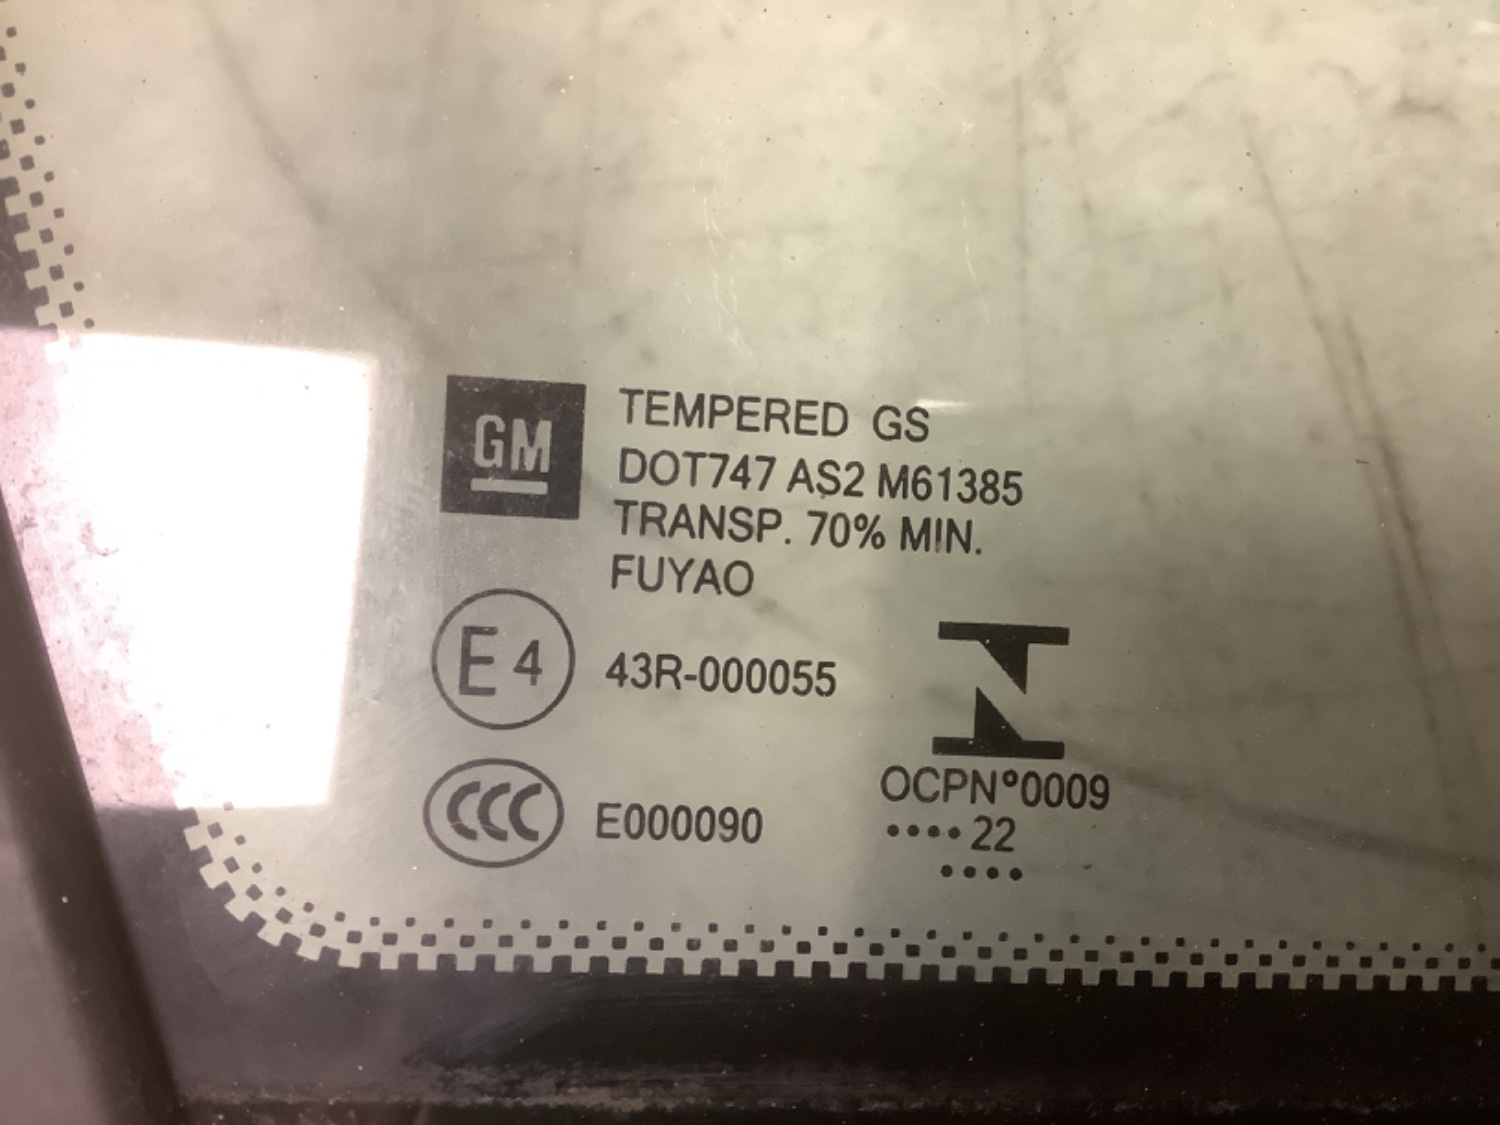 GM
TEMPERED GS
DOT747 AS2 M61385
TRANSP. 70% MIN.
FUYAO
E4
43R-000055
N
OCPN°0009
CCC
E000090
••••22
••••